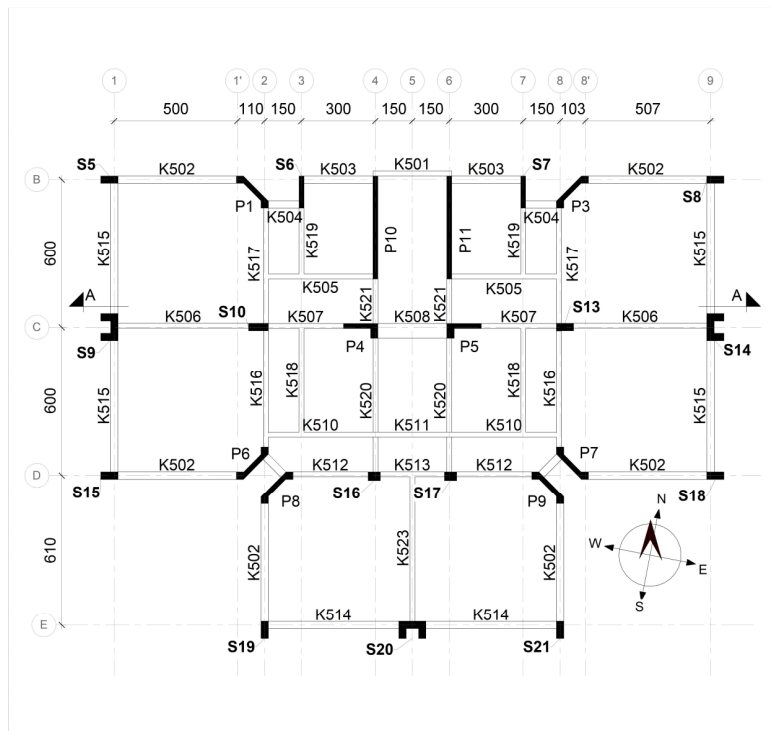 1 1' 2 3 4 5 6 7 8 8' 9
500 110 150 300 150 150 300 150 103 507
S5 K502 S6 K503 K501 K503 S7 K502
B
P1 K504 K504 P3 S8
K515 K517 K519 P10 P11 K519 K517 K515
600
A K505 K521 K521 K505 A
C K506 S10 K507 K508 K507 S13 K506
S9 P4 P5 S14
600
K515 K516 K518 K520 K520 K518 K516 K515
K510 K511 K510
P6 P7
D K502 K512 K513 K512 K502
S15 P8 S16 S17 P9 S18
610
K502 K523 K502
N
W
E
S
K514 K514
E
S19 S20 S21